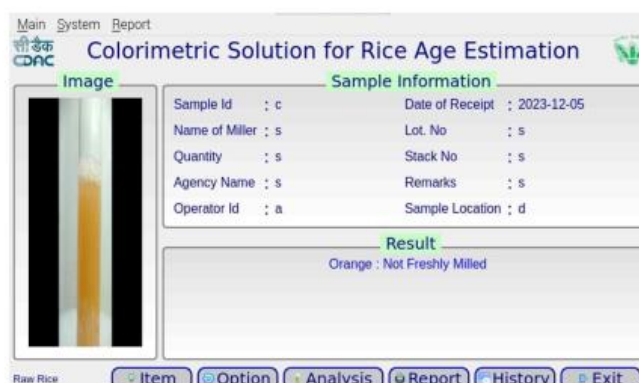 Main System Report
सी डैक
CDAC
Colorimetric Solution for Rice Age Estimation
Image
Sample Information
Sample Id : c
Date of Receipt : 2023-12-05
Name of Miller : s
Lot. No : s
Quantity : s
Stack No : s
Agency Name : s
Remarks : s
Operator Id : a
Sample Location : d
Result
Orange : Not Freshly Milled
Raw Rice
Item
Option
Analysis
Report
History
Exit